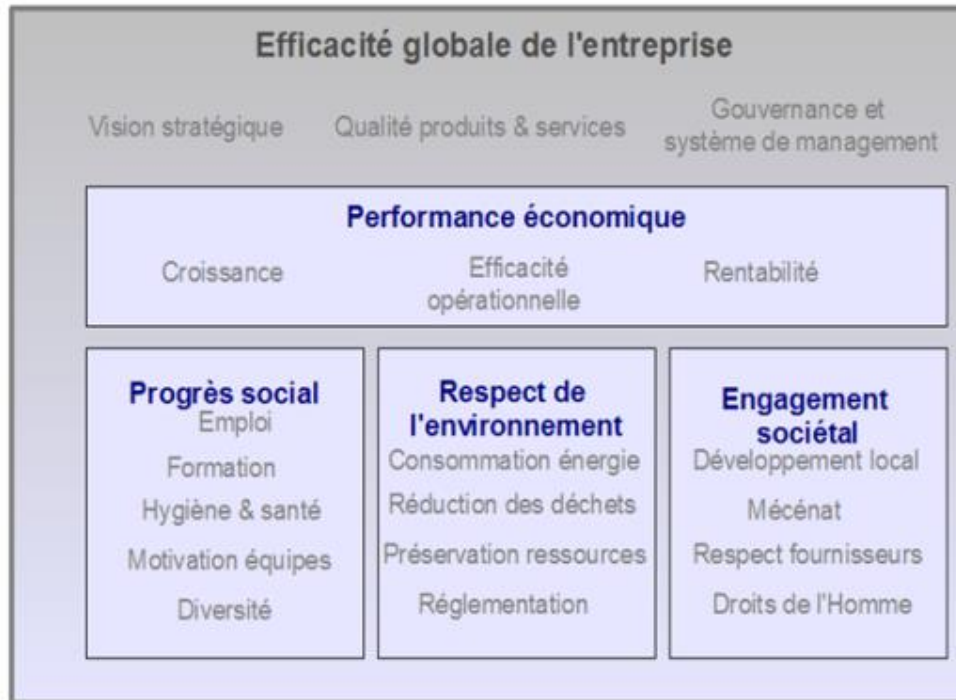 Efficacité globale de l'entreprise
Vision stratégique
Qualité produits & services
Gouvernance et
système de management
Performance économique
Croissance
Efficacité
opérationnelle
Rentabilité
Progrès social
Emploi
Formation
Hygiène & santé
Motivation équipes
Diversité
Respect de
l'environnement
Consommation énergie
Réduction des déchets
Préservation ressources
Réglementation
Engagement
sociétal
Développement local
Mécénat
Respect fournisseurs
Droits de l'Homme